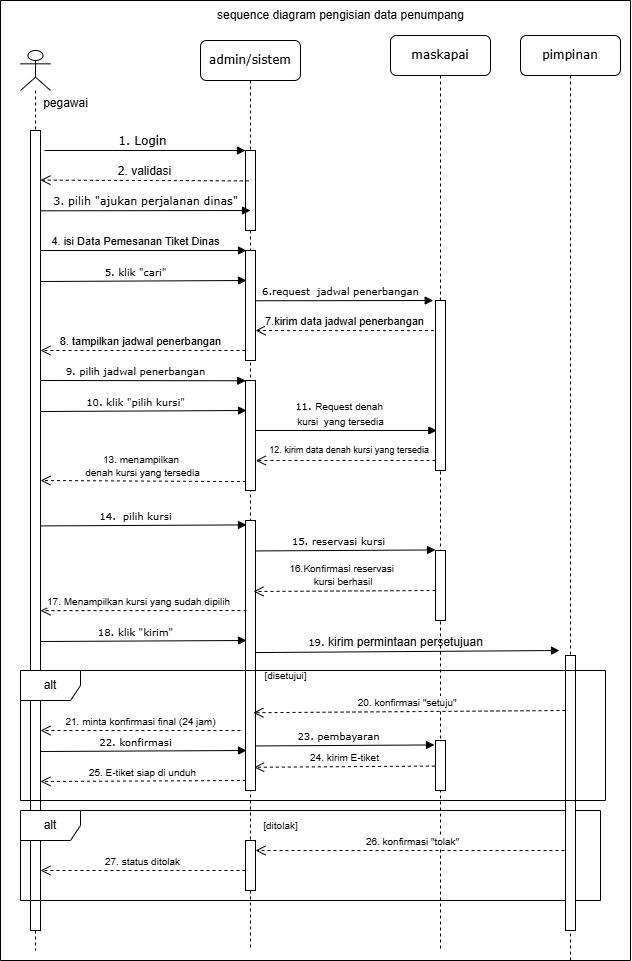 sequence diagram pengisian data penumpang
admin/sistem
maskapai
pimpinan
pegawai
1. Login
2. validasi
3. pilih "ajukan perjalanan dinas"
4. isi Data Pemesanan Tiket Dinas
5. klik "cari"
6.request jadwal penerbangan
7.kirim data jadwal penerbangan
8. tampilkan jadwal penerbangan
9. pilih jadwal penerbangan
10. klik "pilih kursi"
11. Request denah
kursi yang tersedia
12. kirim data denah kursi yang tersedia
13. menampilkan
denah kursi yang tersedia
14. pilih kursi
15. reservasi kursi
16.Konfirmasi reservasi
kursi berhasil
17. Menampilkan kursi yang sudah dipilih
18. klik "kirim"
19. kirim permintaan persetujuan
alt
[disetujui]
20. konfirmasi "setuju"
21. minta konfirmasi final (24 jam)
22. konfirmasi
23. pembayaran
24. kirim E-tiket
25. E-tiket siap di unduh
alt
[ditolak]
26. konfirmasi "tolak"
27. status ditolak